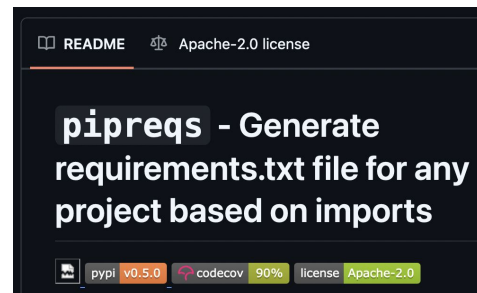 README Apache-2.0 license
pipreqs - Generate
requirements.txt file for any
project based on imports
pypi v0.5.0 codecov 90% license Apache-2.0